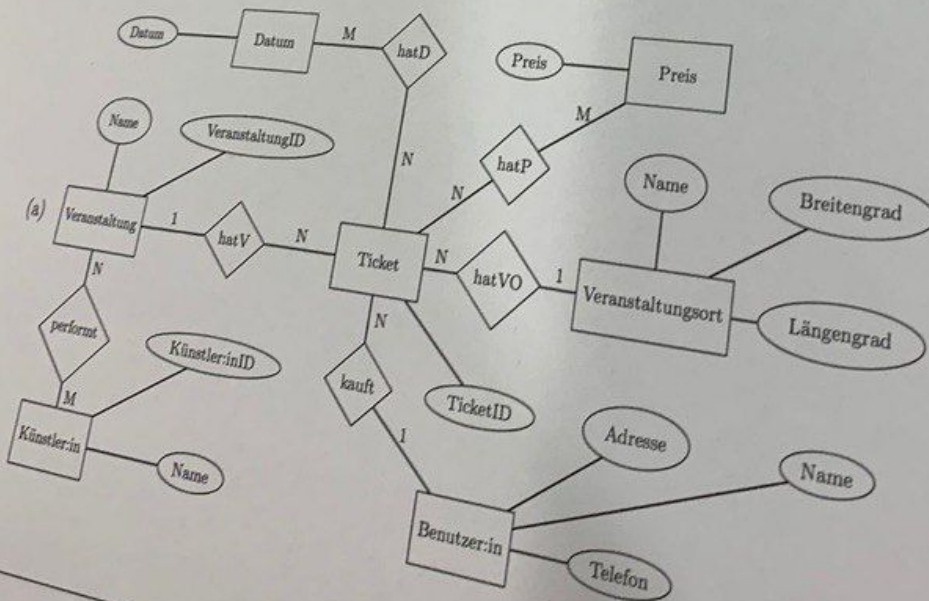 Datum
Datum
M
hatD
Preis
Preis
M
hatP
N
N
Name
VeranstaltungID
(a)
Veranstaltung
1
hatV
N
Ticket
N
hatVO
1
Name
Breitengrad
Veranstaltungsort
Längengrad
N
performt
M
Künstler:inID
Künstler:in
Name
N
kauft
1
TicketID
Adresse
Name
Benutzer:in
Telefon